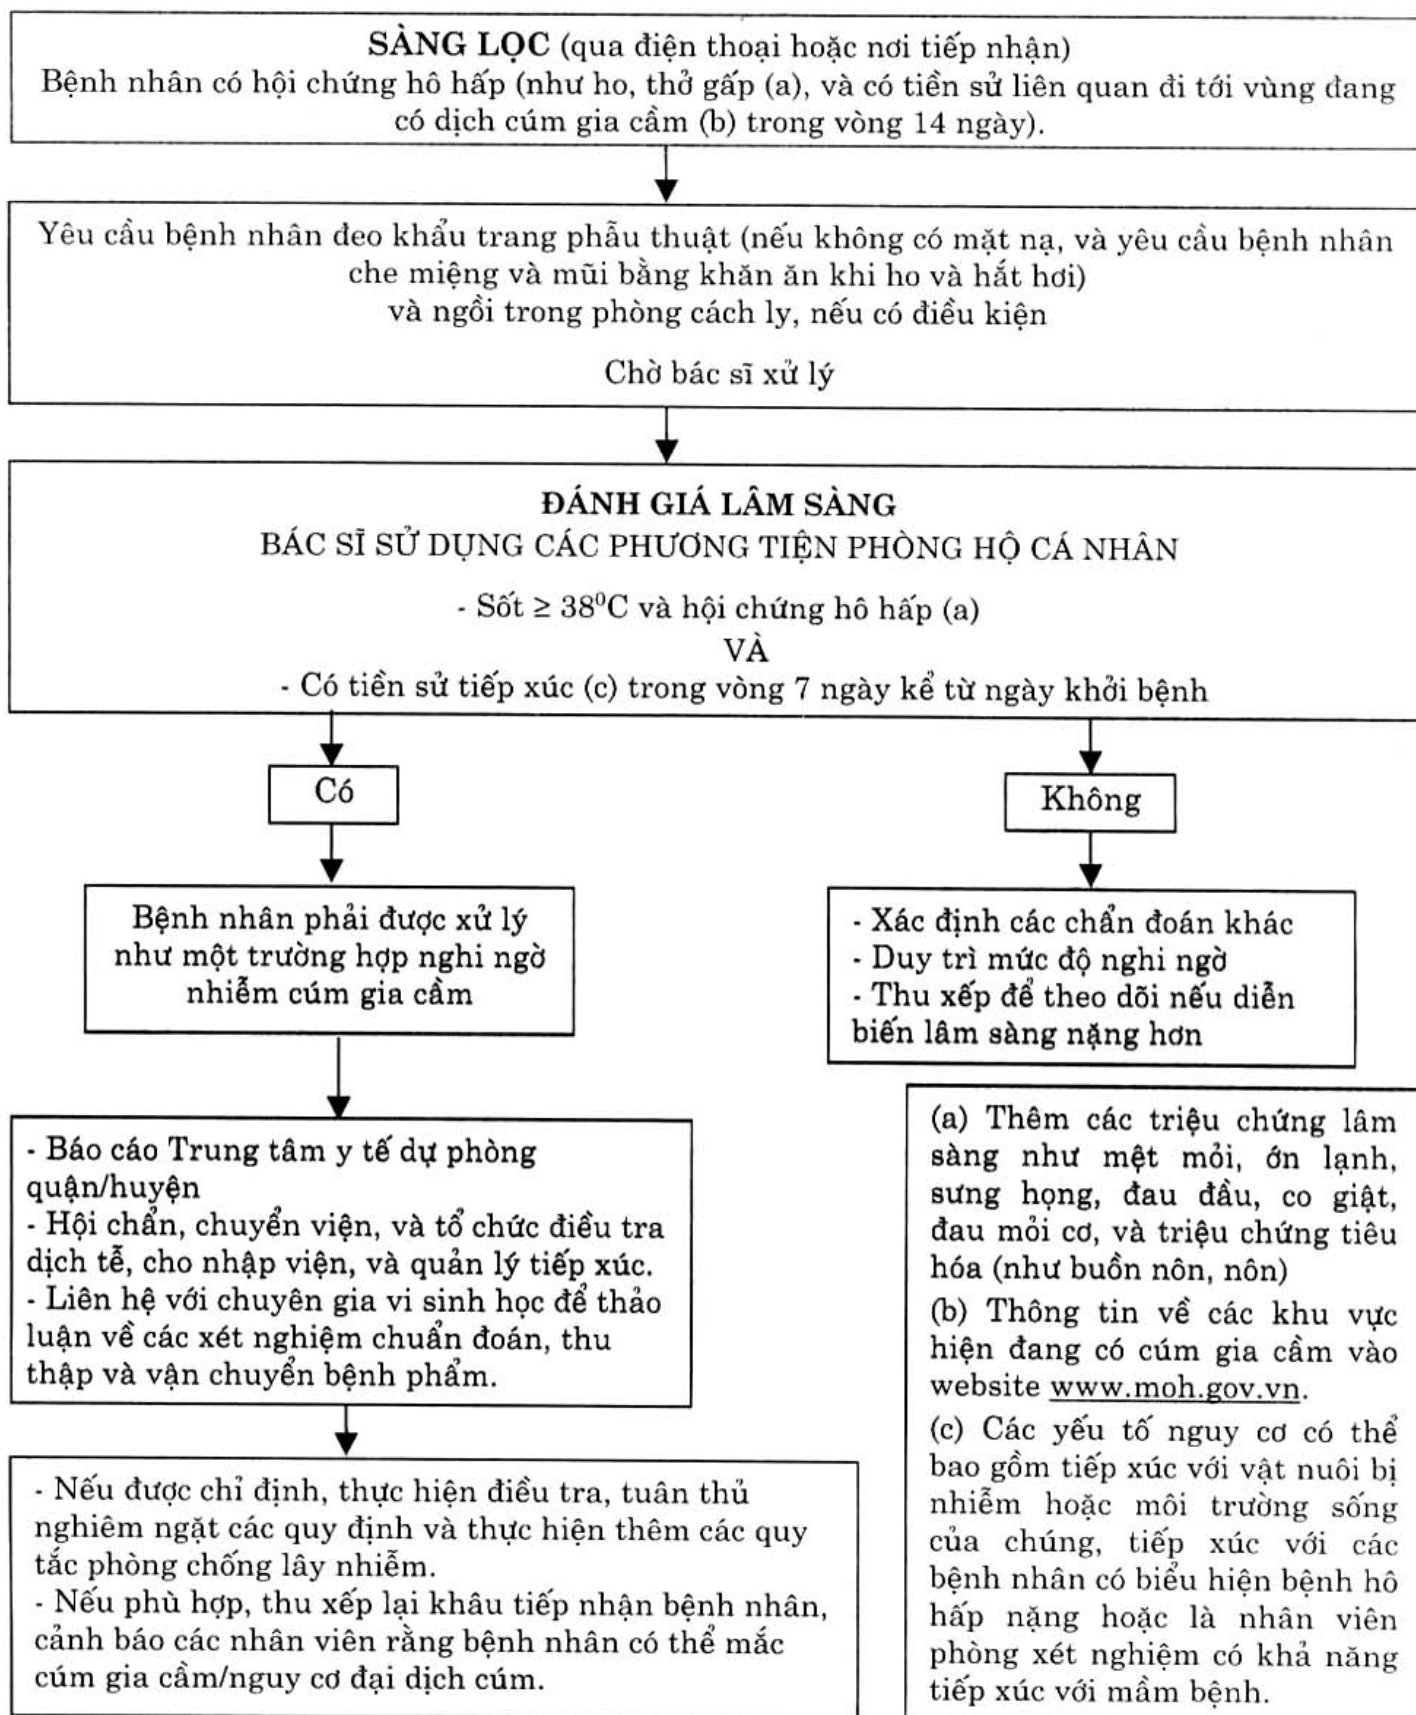 SÀNG LỌC (qua điện thoại hoặc nơi tiếp nhận)
Bệnh nhân có hội chứng hô hấp (như ho, thở gấp (a), và có tiền sử liên quan đi tới vùng đang
có dịch cúm gia cầm (b) trong vòng 14 ngày).
Yêu cầu bệnh nhân đeo khẩu trang phẫu thuật (nếu không có mặt nạ, và yêu cầu bệnh nhân
che miệng và mũi bằng khăn ăn khi ho và hắt hơi)
và ngồi trong phòng cách ly, nếu có điều kiện
Chờ bác sĩ xử lý
ĐÁNH GIÁ LÂM SÀNG
BÁC SĨ SỬ DỤNG CÁC PHƯƠNG TIỆN PHÒNG HỘ CÁ NHÂN
- Sốt ≥ 38⁰C và hội chứng hô hấp (a)
VÀ
- Có tiền sử tiếp xúc (c) trong vòng 7 ngày kể từ ngày khởi bệnh
Có
Không
Bệnh nhân phải được xử lý
như một trường hợp nghi ngờ
nhiễm cúm gia cầm
- Xác định các chẩn đoán khác
- Duy trì mức độ nghi ngờ
- Thu xếp để theo dõi nếu diễn
biến lâm sàng nặng hơn
- Báo cáo Trung tâm y tế dự phòng
quận/huyện
- Hội chẩn, chuyển viện, và tổ chức điều tra
dịch tễ, cho nhập viện, và quản lý tiếp xúc.
- Liên hệ với chuyên gia vi sinh học để thảo
luận về các xét nghiệm chuẩn đoán, thu
thập và vận chuyển bệnh phẩm.
- Nếu được chỉ định, thực hiện điều tra, tuân thủ
nghiêm ngặt các quy định và thực hiện thêm các quy
tắc phòng chống lây nhiễm.
- Nếu phù hợp, thu xếp lại khâu tiếp nhận bệnh nhân,
cảnh báo các nhân viên rằng bệnh nhân có thể mắc
cúm gia cầm/nguy cơ đại dịch cúm.
(a) Thêm các triệu chứng lâm
sàng như mệt mỏi, ớn lạnh,
sưng họng, đau đầu, co giật,
đau mỏi cơ, và triệu chứng tiêu
hóa (như buồn nôn, nôn)
(b) Thông tin về các khu vực
hiện đang có cúm gia cầm vào
website www.moh.gov.vn.
(c) Các yếu tố nguy cơ có thể
bao gồm tiếp xúc với vật nuôi bị
nhiễm hoặc môi trường sống
của chúng, tiếp xúc với các
bệnh nhân có biểu hiện bệnh hô
hấp nặng hoặc là nhân viên
phòng xét nghiệm có khả năng
tiếp xúc với mầm bệnh.